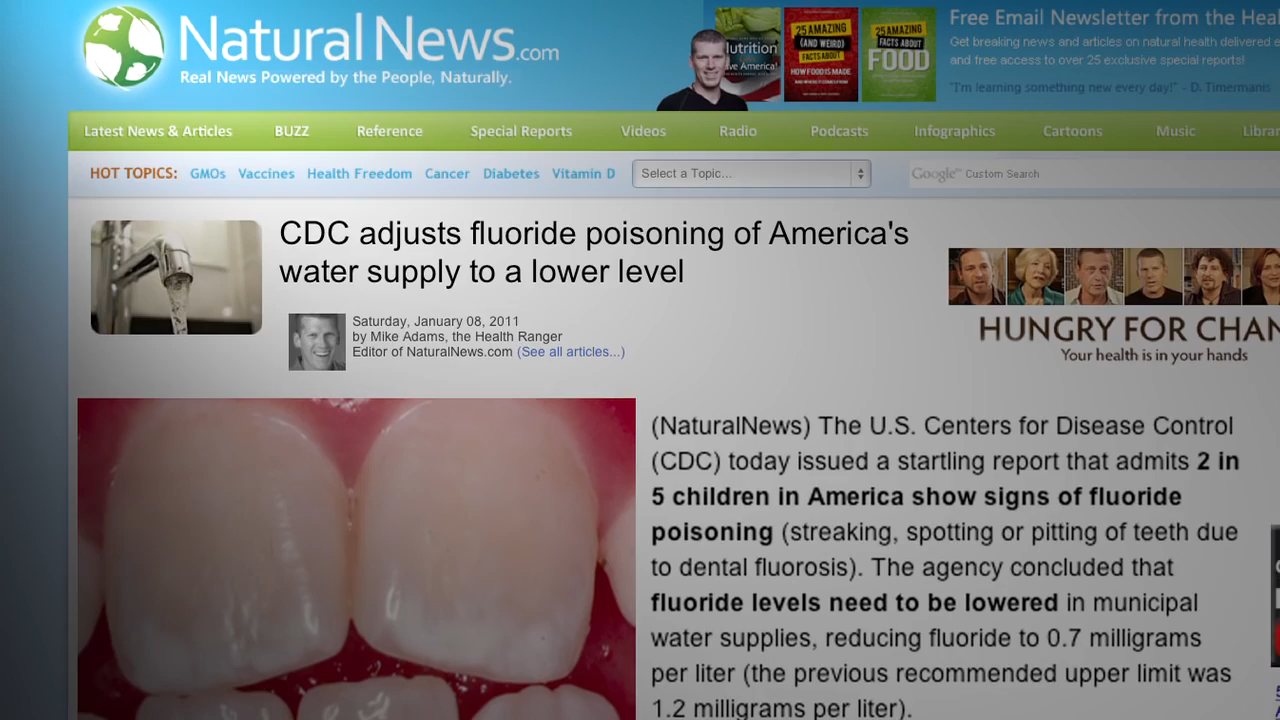 NaturalNews.com
Real News Powered by the People, Naturally.
Nutrition
America!
25 AMAZING
(AND WEIRD)
FACTS ABOUT
HOW FOOD IS MADE
25 AMAZING
FACTS ABOUT
FOOD
Free Email Newsletter from the Hea
Get breaking news and articles on natural health delivered
and free access to over 25 exclusive special reports!
"I'm learning something new every day!" - D. Timermanis
Latest News & Articles BUZZ Reference Special Reports Videos Radio Podcasts Infographics Cartoons Music Librar
HOT TOPICS: GMOs Vaccines Health Freedom Cancer Diabetes Vitamin D Select a Topic... Google™ Custom Search
CDC adjusts fluoride poisoning of America's
water supply to a lower level
Saturday, January 08, 2011
by Mike Adams, the Health Ranger
Editor of NaturalNews.com (See all articles...)
HUNGRY FOR CHAN
Your health is in your hands
(NaturalNews) The U.S. Centers for Disease Control
(CDC) today issued a startling report that admits 2 in
5 children in America show signs of fluoride
poisoning (streaking, spotting or pitting of teeth due
to dental fluorosis). The agency concluded that
fluoride levels need to be lowered in municipal
water supplies, reducing fluoride to 0.7 milligrams
per liter (the previous recommended upper limit was
1.2 milligrams per liter).